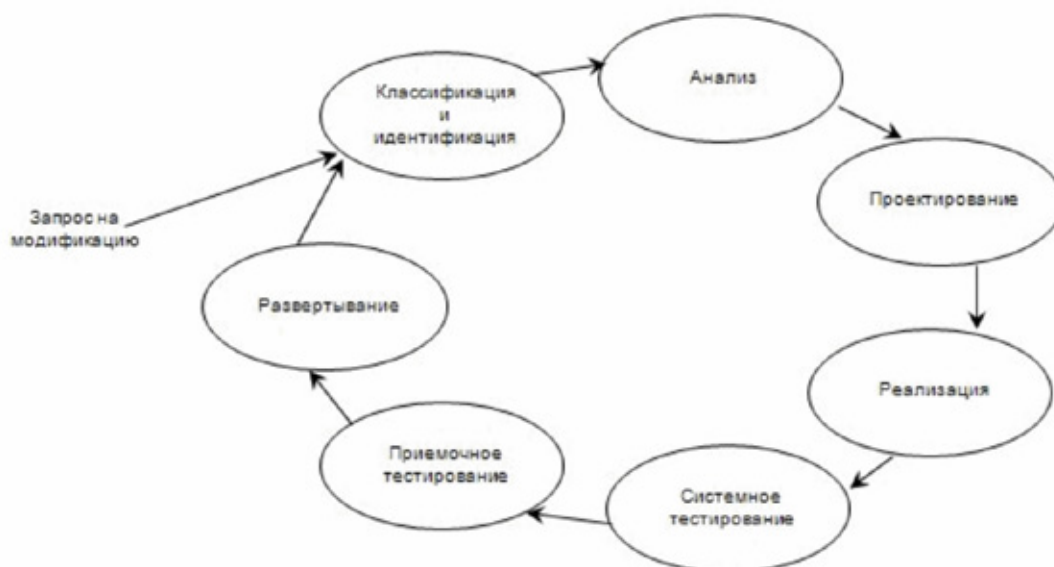 Запрос на
модификацию
Классификация
и
идентификация
Анализ
Проектирование
Реализация
Системное
тестирование
Приемочное
тестирование
Развертывание